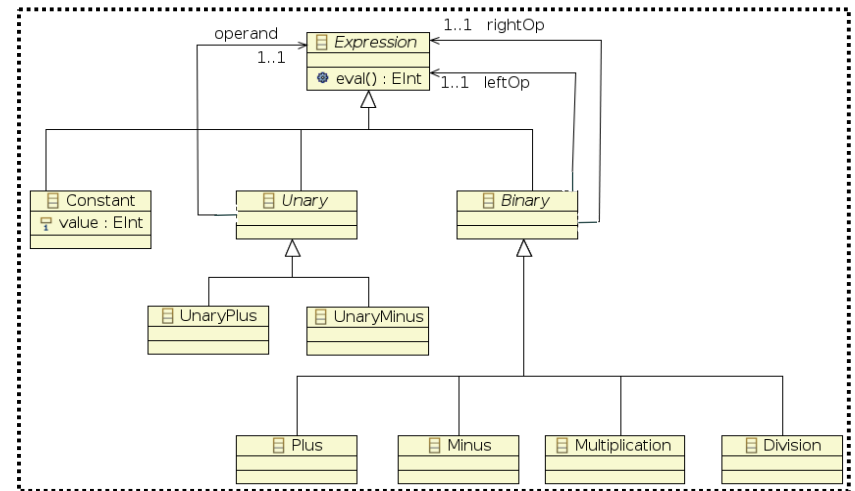 operand
1..1
Expression
eval() : EInt
1..1 rightOp
1..1 leftOp
Constant
value : EInt
Unary
Binary
UnaryPlus
UnaryMinus
Plus
Minus
Multiplication
Division